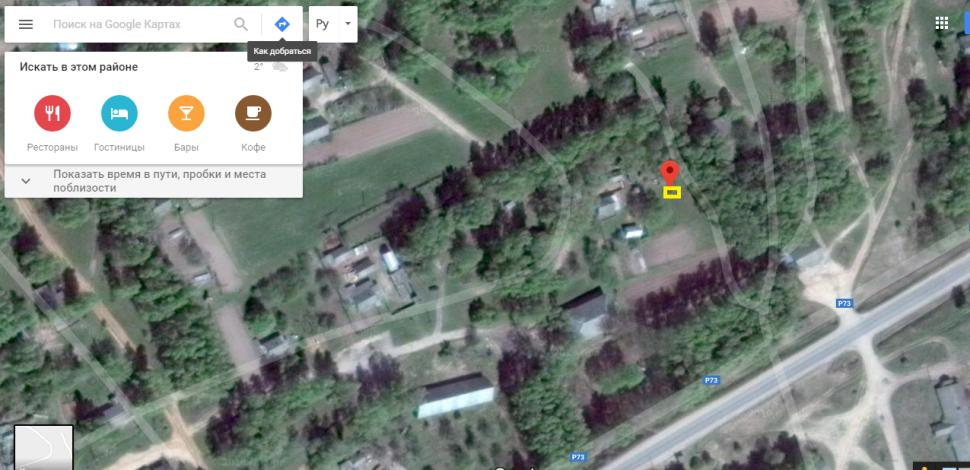 Поиск на Google Картах
Ру
Как добраться
Искать в этом районе
2°
Рестораны
Гостиницы
Бары
Кофе
Показать время в пути, пробки и места
поблизости
P73
P73
P73